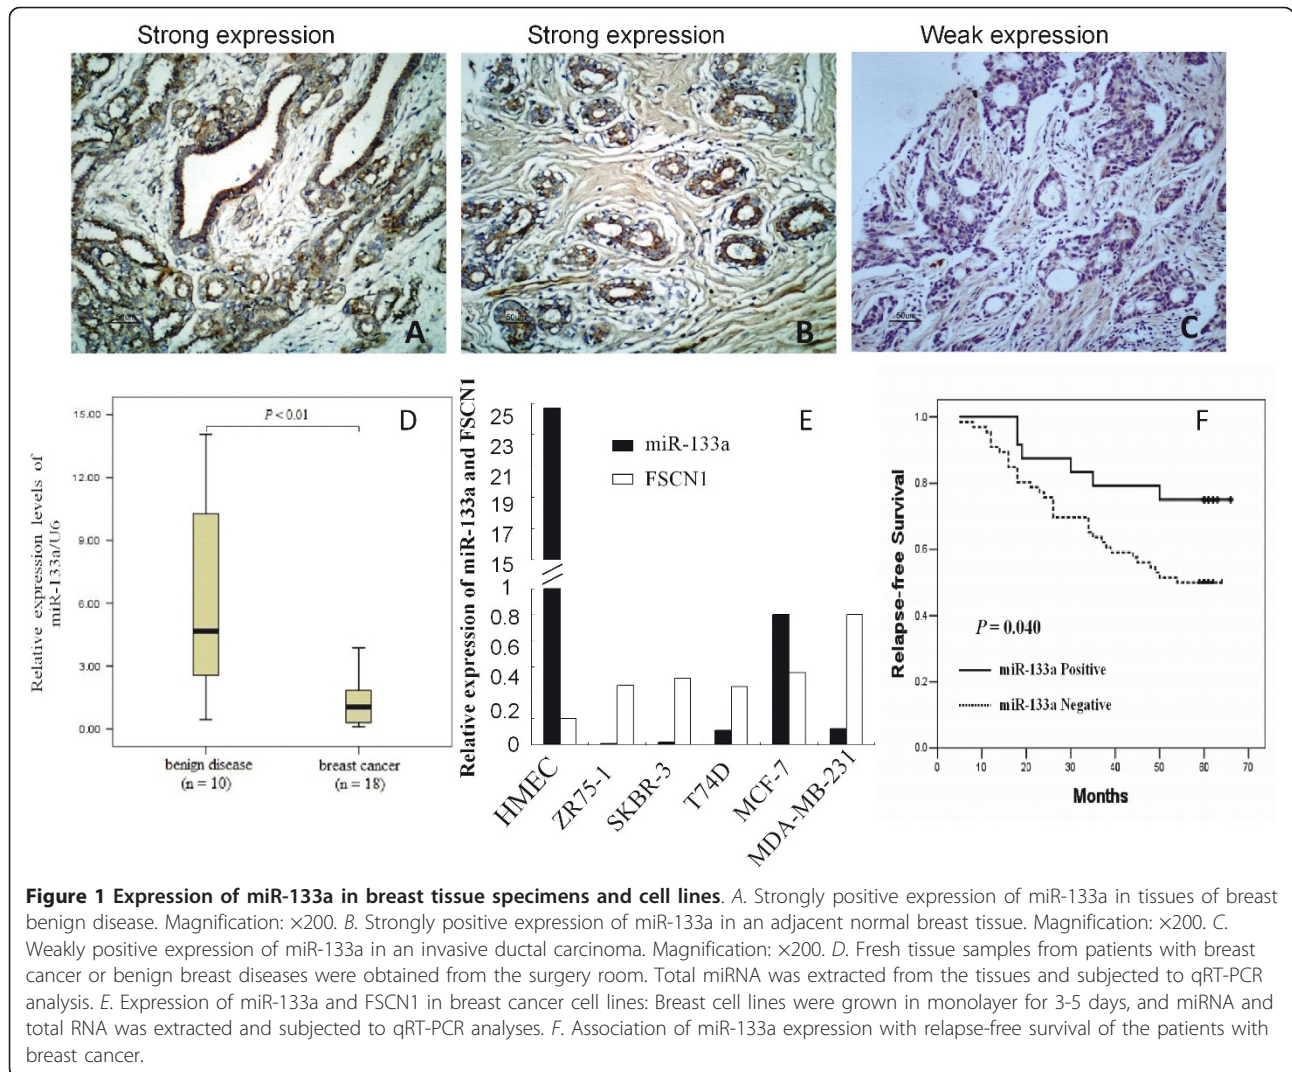 Strong expression
Strong expression
Weak expression
50um
A
50um
B
50um
C
Relative expression levels of
miR-133a/U6
15.00
12.00
9.00
6.00
3.00
0.00
P < 0.01
D
benign disease
(n = 10)
breast cancer
(n = 18)
Relative expression of miR-133a and FSCN1
25
23
21
19
17
15
1
0.8
0.6
0.4
0.2
0
E
miR-133a
FSCN1
HMEC
ZR75-1
SKBR-3
T74D
MCF-7
MDA-MB-231
Relapse-free Survival
1.0
0.8
0.6
0.4
0.2
0.0
F
P = 0.040
miR-133a Positive
miR-133a Negative
0 10 20 30 40 50 60 70
Months
Figure 1 Expression of miR-133a in breast tissue specimens and cell lines. A. Strongly positive expression of miR-133a in tissues of breast
benign disease. Magnification: ×200. B. Strongly positive expression of miR-133a in an adjacent normal breast tissue. Magnification: ×200. C.
Weakly positive expression of miR-133a in an invasive ductal carcinoma. Magnification: ×200. D. Fresh tissue samples from patients with breast
cancer or benign breast diseases were obtained from the surgery room. Total miRNA was extracted from the tissues and subjected to qRT-PCR
analysis. E. Expression of miR-133a and FSCN1 in breast cancer cell lines: Breast cell lines were grown in monolayer for 3-5 days, and miRNA and
total RNA was extracted and subjected to qRT-PCR analyses. F. Association of miR-133a expression with relapse-free survival of the patients with
breast cancer.